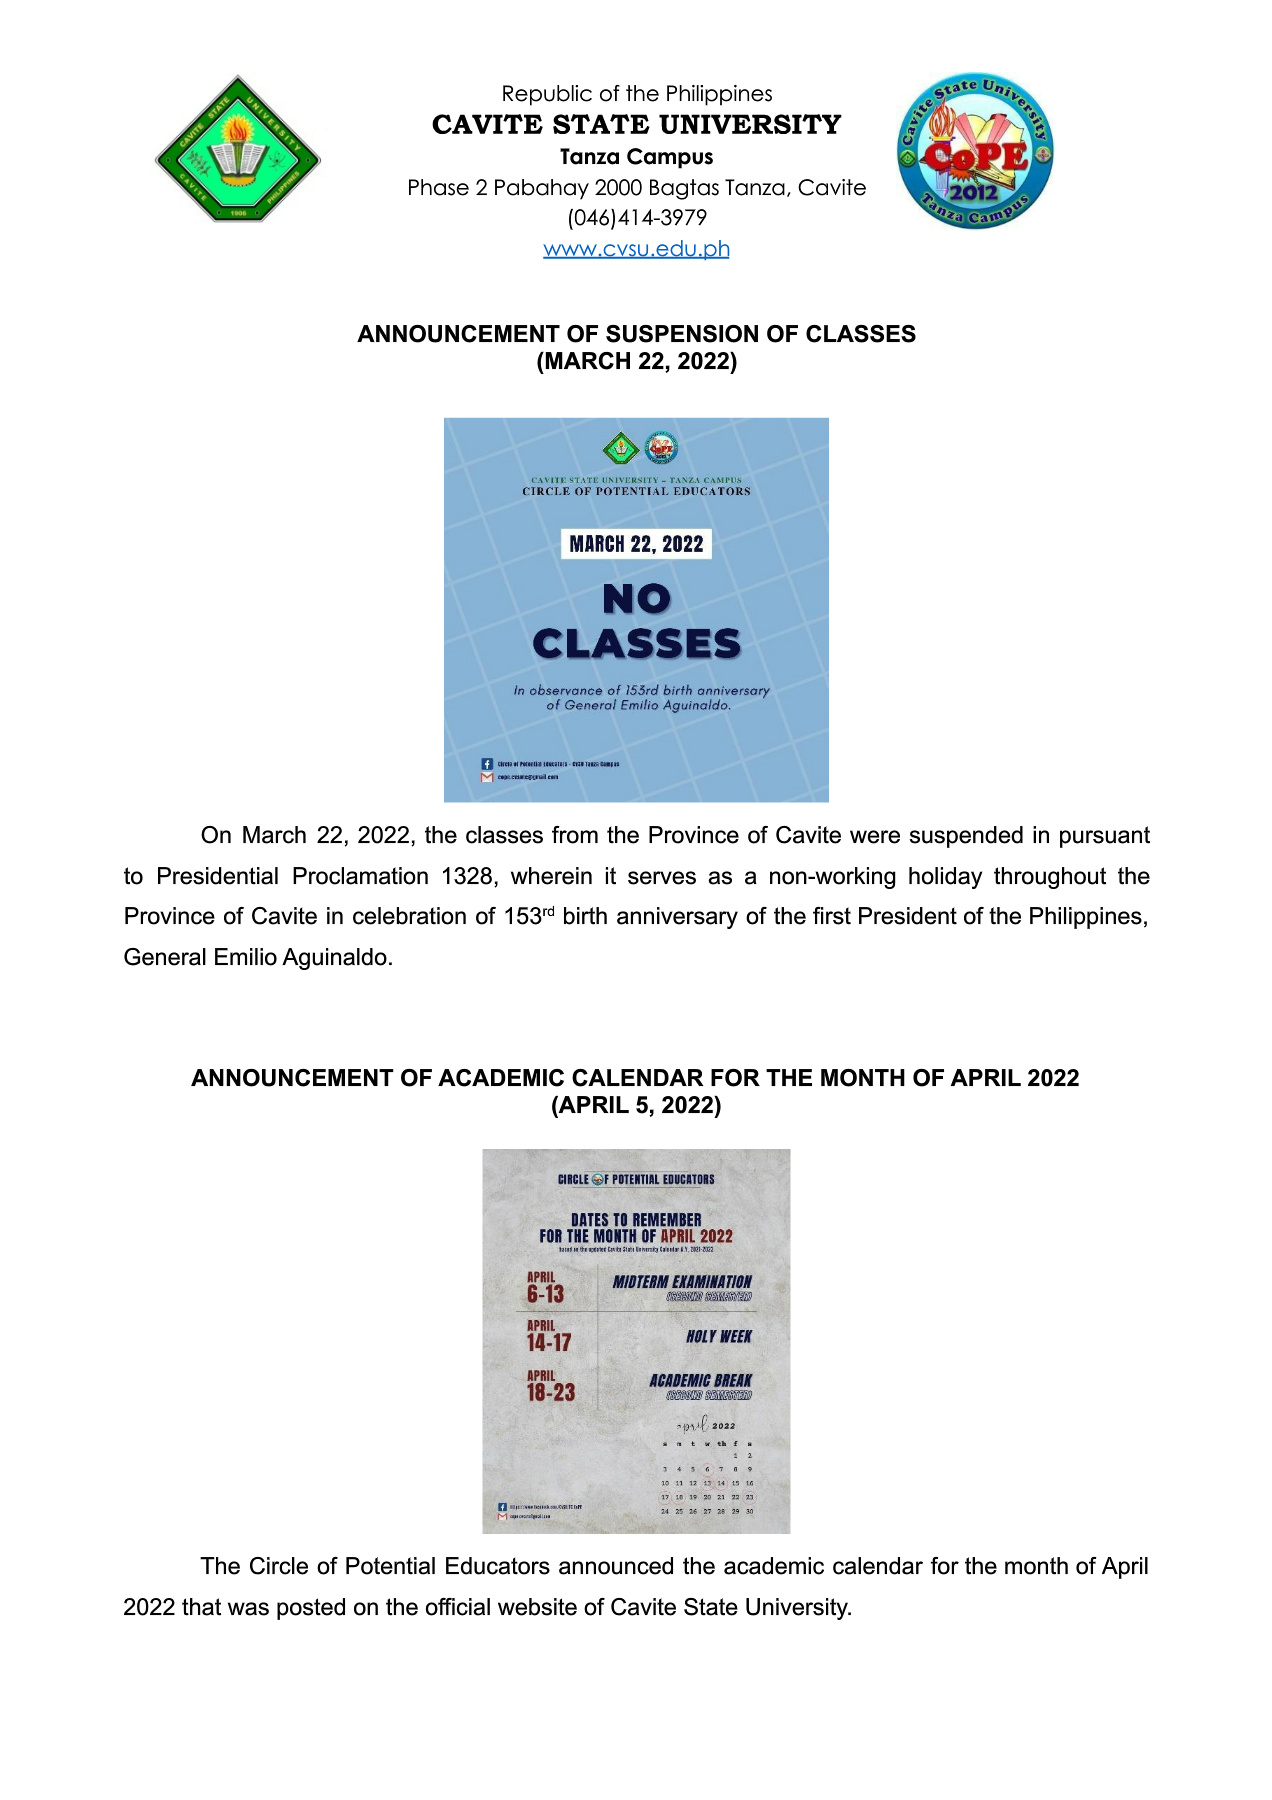 CAVITE STATE UNIVERSITY
CAVITE
PHILIPPINES
1906
Republic of the Philippines
CAVITE STATE UNIVERSITY
Tanza Campus
Phase 2 Pabahay 2000 Bagtas Tanza, Cavite
(046)414-3979
www.cvsu.edu.ph
Cavite State University
CoPE
2012
Tanza Campus
ANNOUNCEMENT OF SUSPENSION OF CLASSES
(MARCH 22, 2022)
CAVITE STATE UNIVERSITY – TANZA CAMPUS
CIRCLE OF POTENTIAL EDUCATORS
MARCH 22, 2022
NO
CLASSES
In observance of 153rd birth anniversary
of General Emilio Aguinaldo.
Circle of Potential Educators - CvSU Tanza Campus
On March 22, 2022, the classes from the Province of Cavite were suspended in pursuant
to Presidential Proclamation 1328, wherein it serves as a non-working holiday throughout the
Province of Cavite in celebration of 153rd birth anniversary of the first President of the Philippines,
General Emilio Aguinaldo.
ANNOUNCEMENT OF ACADEMIC CALENDAR FOR THE MONTH OF APRIL 2022
(APRIL 5, 2022)
CIRCLE OF POTENTIAL EDUCATORS
DATES TO REMEMBER
FOR THE MONTH OF APRIL 2022
based on the updated Cavite State University Calendar A.Y. 2021-2022
APRIL
6-13
MIDTERM EXAMINATION
(SECOND SEMESTER)
APRIL
14-17
HOLY WEEK
APRIL
18-23
ACADEMIC BREAK
(SECOND SEMESTER)
april 2022
s m t w th f s
1 2
3 4 5 6 7 8 9
10 11 12 13 14 15 16
17 18 19 20 21 22 23
24 25 26 27 28 29 30
The Circle of Potential Educators announced the academic calendar for the month of April
2022 that was posted on the official website of Cavite State University.